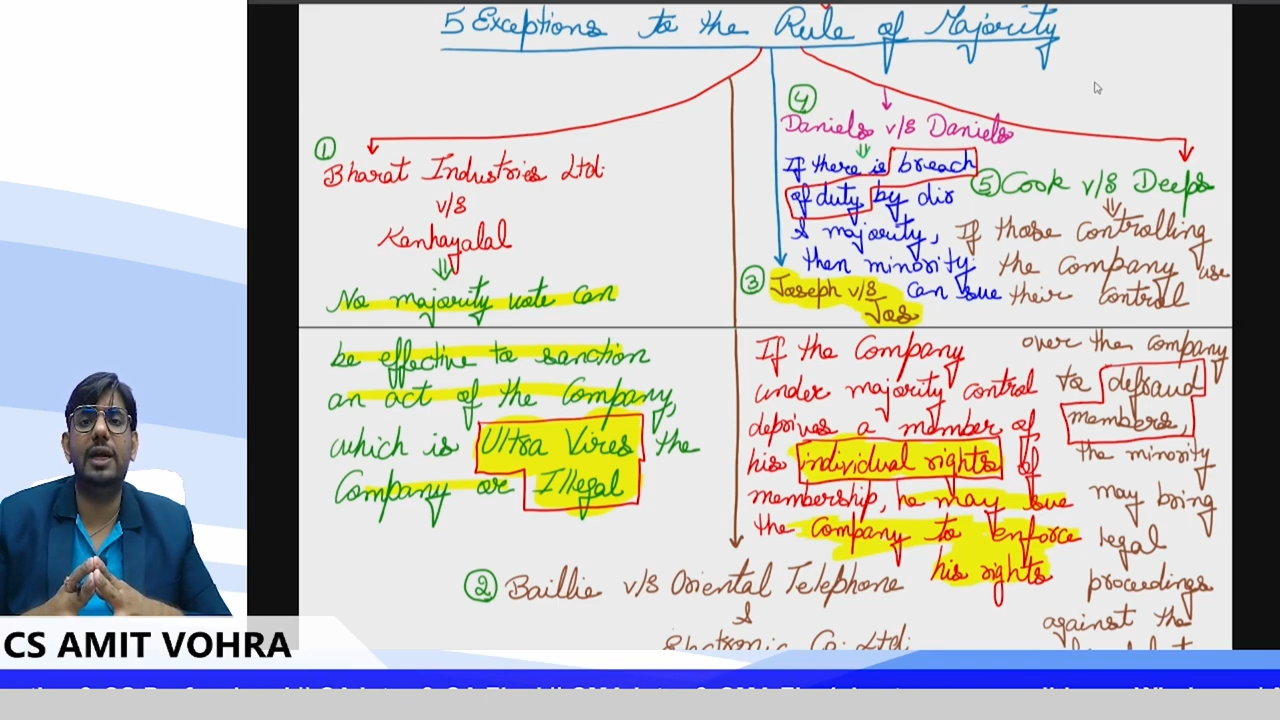 5 Exceptions to the Rule of Majority
①
Bharat Industries Ltd.
v/s
Kanhayalal
No majority vote can
be effective to sanction
an act of the Company,
which is Ultra Vires the
Company or Illegal
② Baillie v/s Oriental Telephone
&
Electronic Co. Ltd.
③ Joseph v/s
Jos
If the Company
under majority control
deprives a member of
his individual rights of
membership, he may sue
the Company to enforce
his rights
④
Daniels v/s Daniels
If there is breach
of duty by dir
& majority,
then minority
can sue
⑤ Cook v/s Deeps
If those controlling
the Company use
their control
over the company
to defraud
members,
the minority
may bring
legal
proceedings
against the
CS AMIT VOHRA